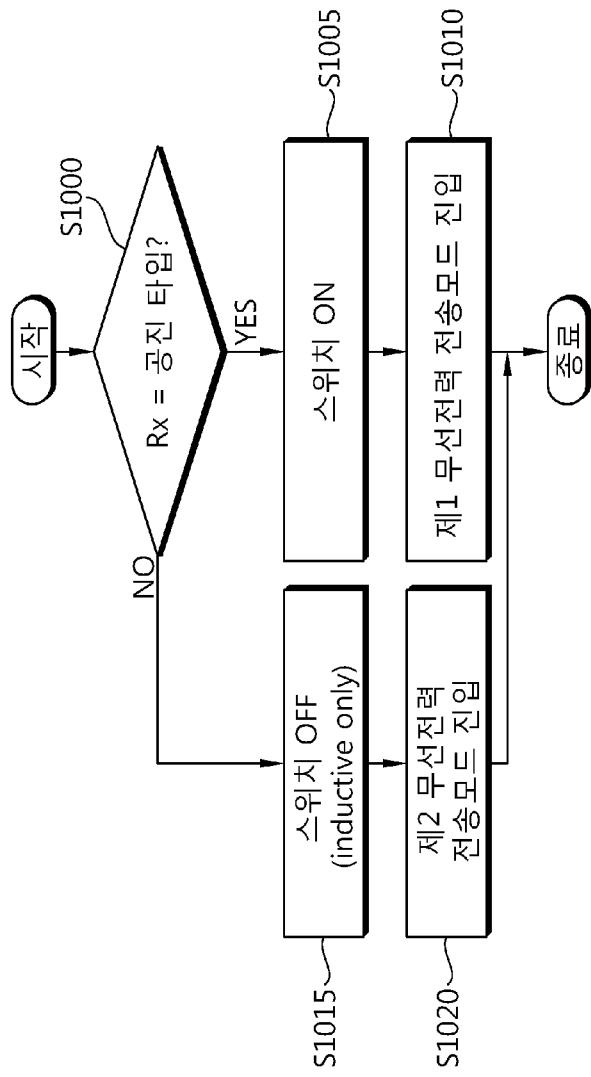 시작
S1000
Rx = 공진 타입?
YES
NO
스위치 ON
S1005
제1 무선전력 전송모드 진입
S1010
스위치 OFF
(inductive only)
S1015
제2 무선전력
전송모드 진입
S1020
종료